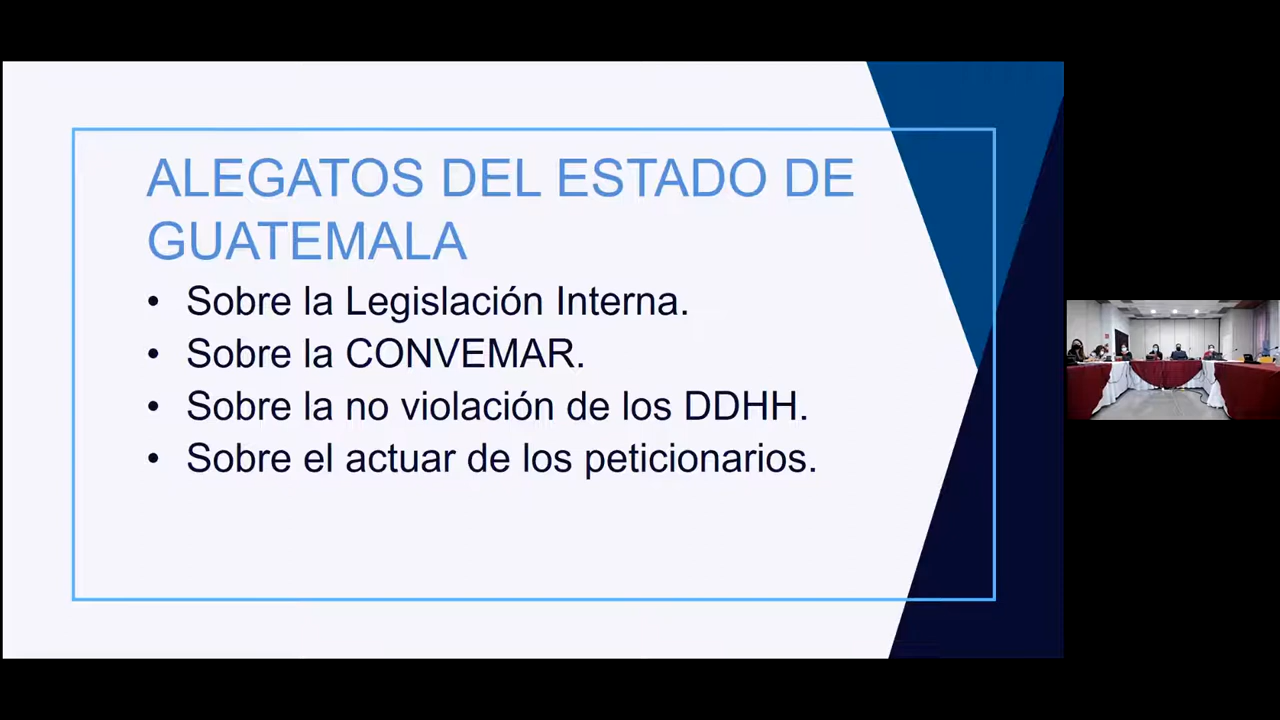 ALEGATOS DEL ESTADO DE
GUATEMALA
• Sobre la Legislación Interna.
• Sobre la CONVEMAR.
• Sobre la no violación de los DDHH.
• Sobre el actuar de los peticionarios.